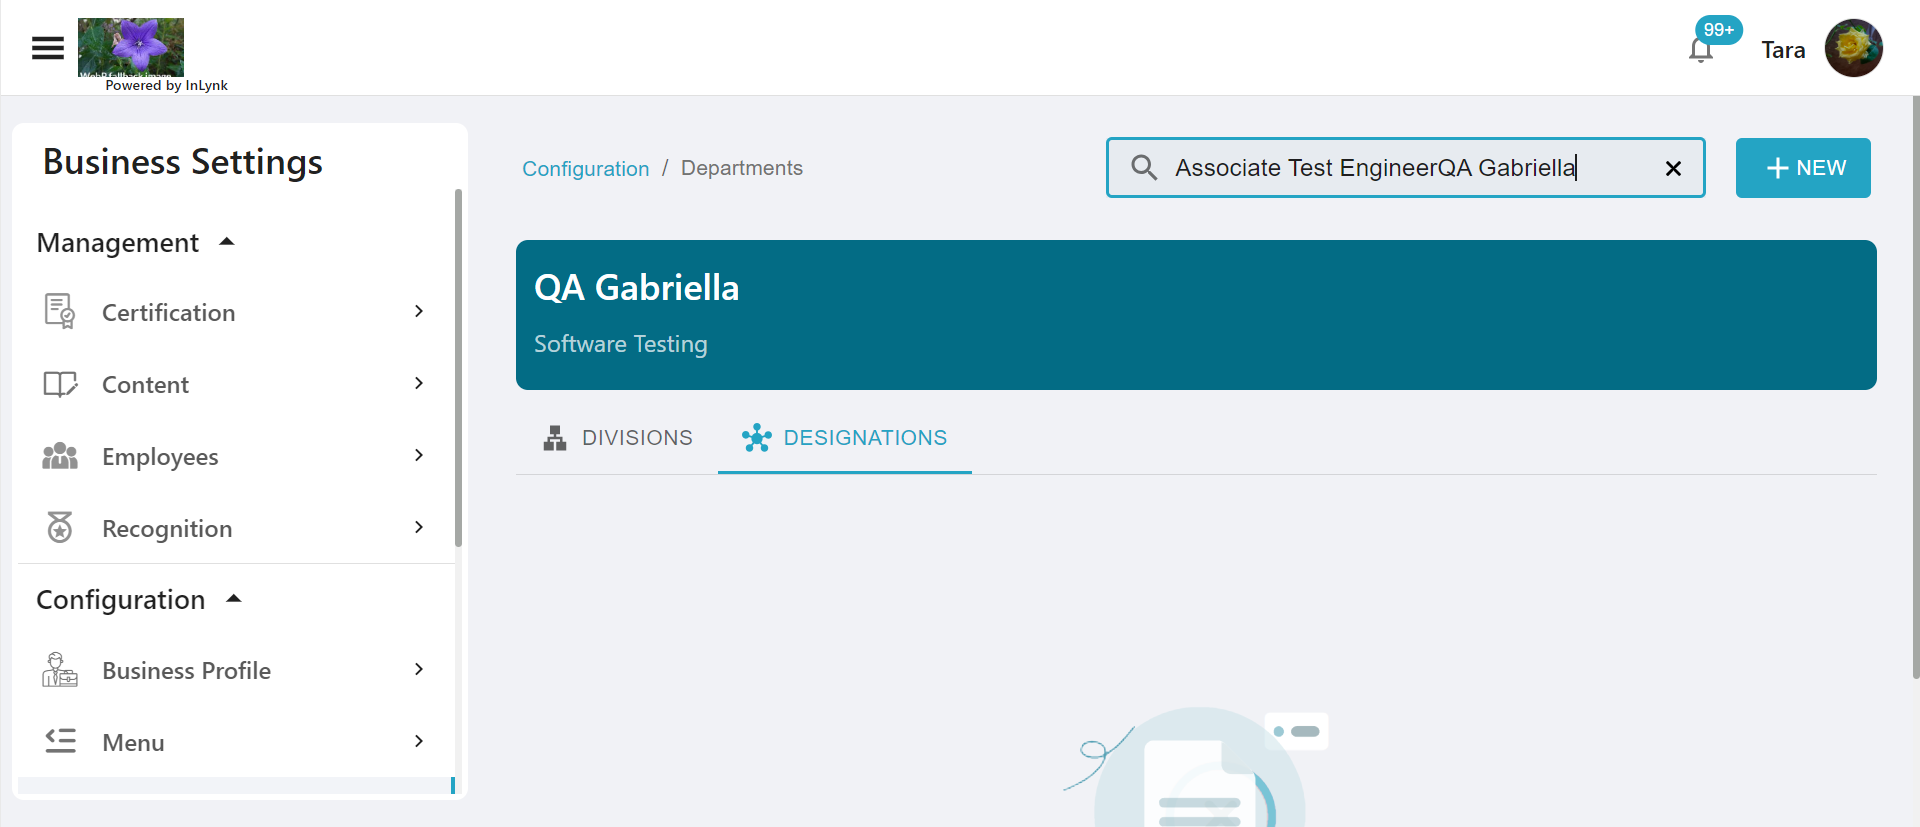 WebP fallback image
Powered by InLynk
99+
Tara
Business Settings
Management
Certification
Content
Employees
Recognition
Configuration
Business Profile
Menu
Configuration / Departments
Associate Test EngineerQA Gabriella
NEW
QA Gabriella
Software Testing
DIVISIONS
DESIGNATIONS